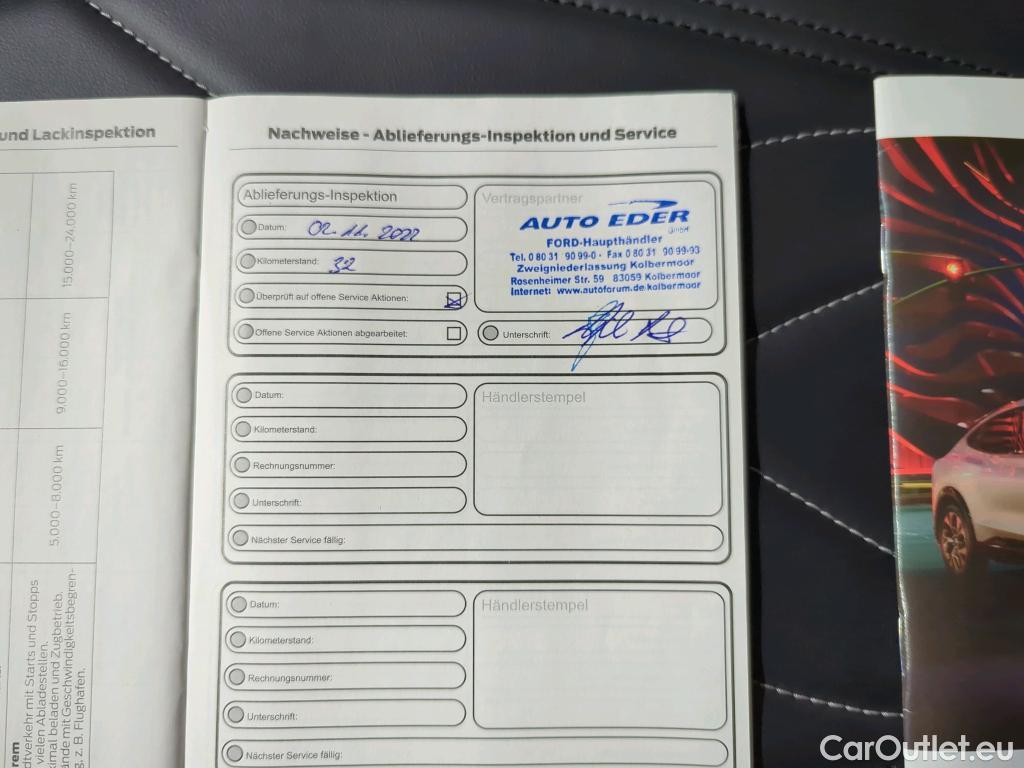 und Lackinspektion
15.000–24.000 km
9.000–16.000 km
5.000–8.000 km
dtverkehr mit Starts und Stopps
vielen Abladestellen.
kimal beladen und Zugbetrieb.
ände mit Geschwindigkeitsbegren-
g, z. B. Flughafen.
Nachweise - Ablieferungs-Inspektion und Service
Ablieferungs-Inspektion
Datum: 02. 11. 2022
Kilometerstand: 32
Überprüft auf offene Service Aktionen:
Offene Service Aktionen abgearbeitet:
Vertragspartner
AUTO EDER
GmbH
FORD-Haupthändler
Tel. 0 80 31 90 99-0 · Fax 0 80 31 90 99-93
Zweigniederlassung Kolbermoor
Rosenheimer Str. 59 83059 Kolbermoor
Internet: www.autoforum.de/kolbermoor
Unterschrift:
Datum:
Kilometerstand:
Rechnungsnummer:
Unterschrift:
Nächster Service fällig:
Händlerstempel
Datum:
Kilometerstand:
Rechnungsnummer:
Unterschrift:
Nächster Service fällig:
Händlerstempel
CarOutlet.eu